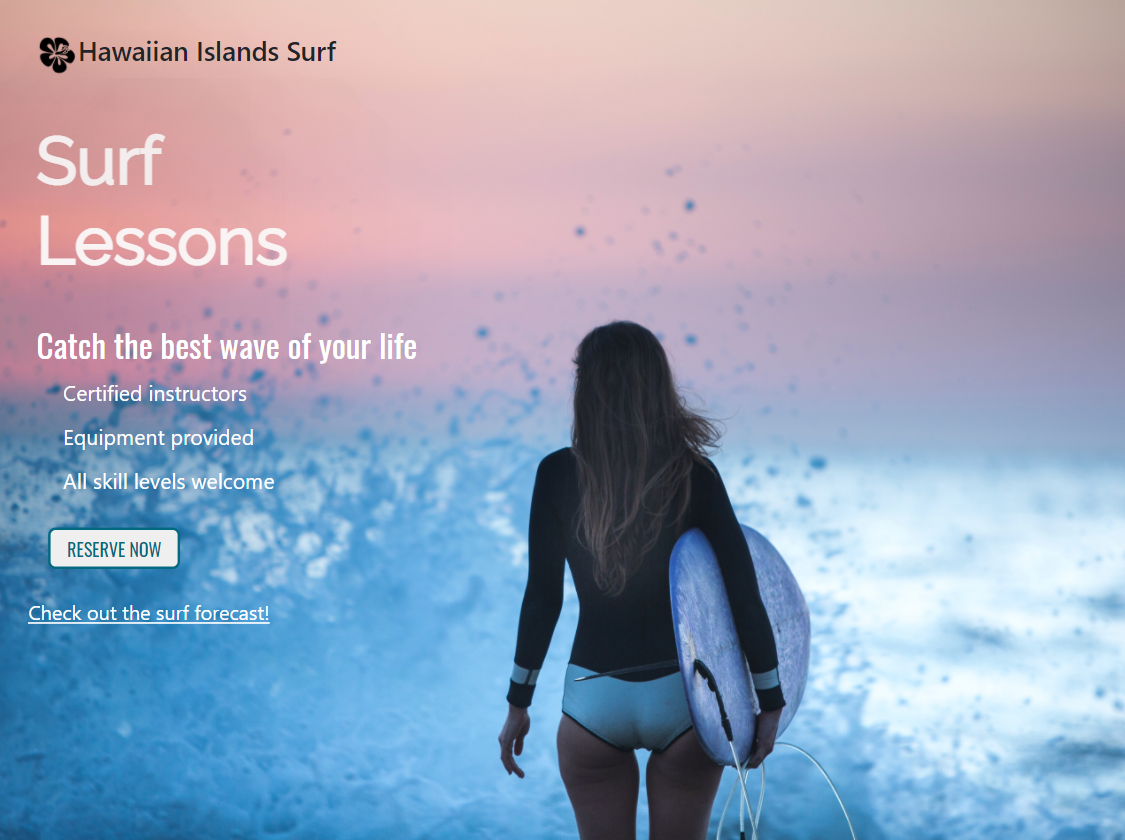 Hawaiian Islands Surf
Surf
Lessons
Catch the best wave of your life
Certified instructors
Equipment provided
All skill levels welcome
RESERVE NOW
Check out the surf forecast!